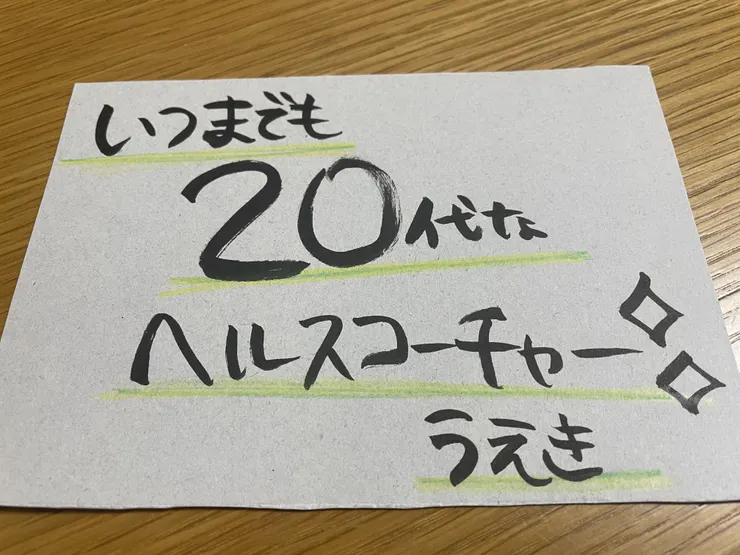 いつまでも
20代な
ヘルスコーチャー
うえき